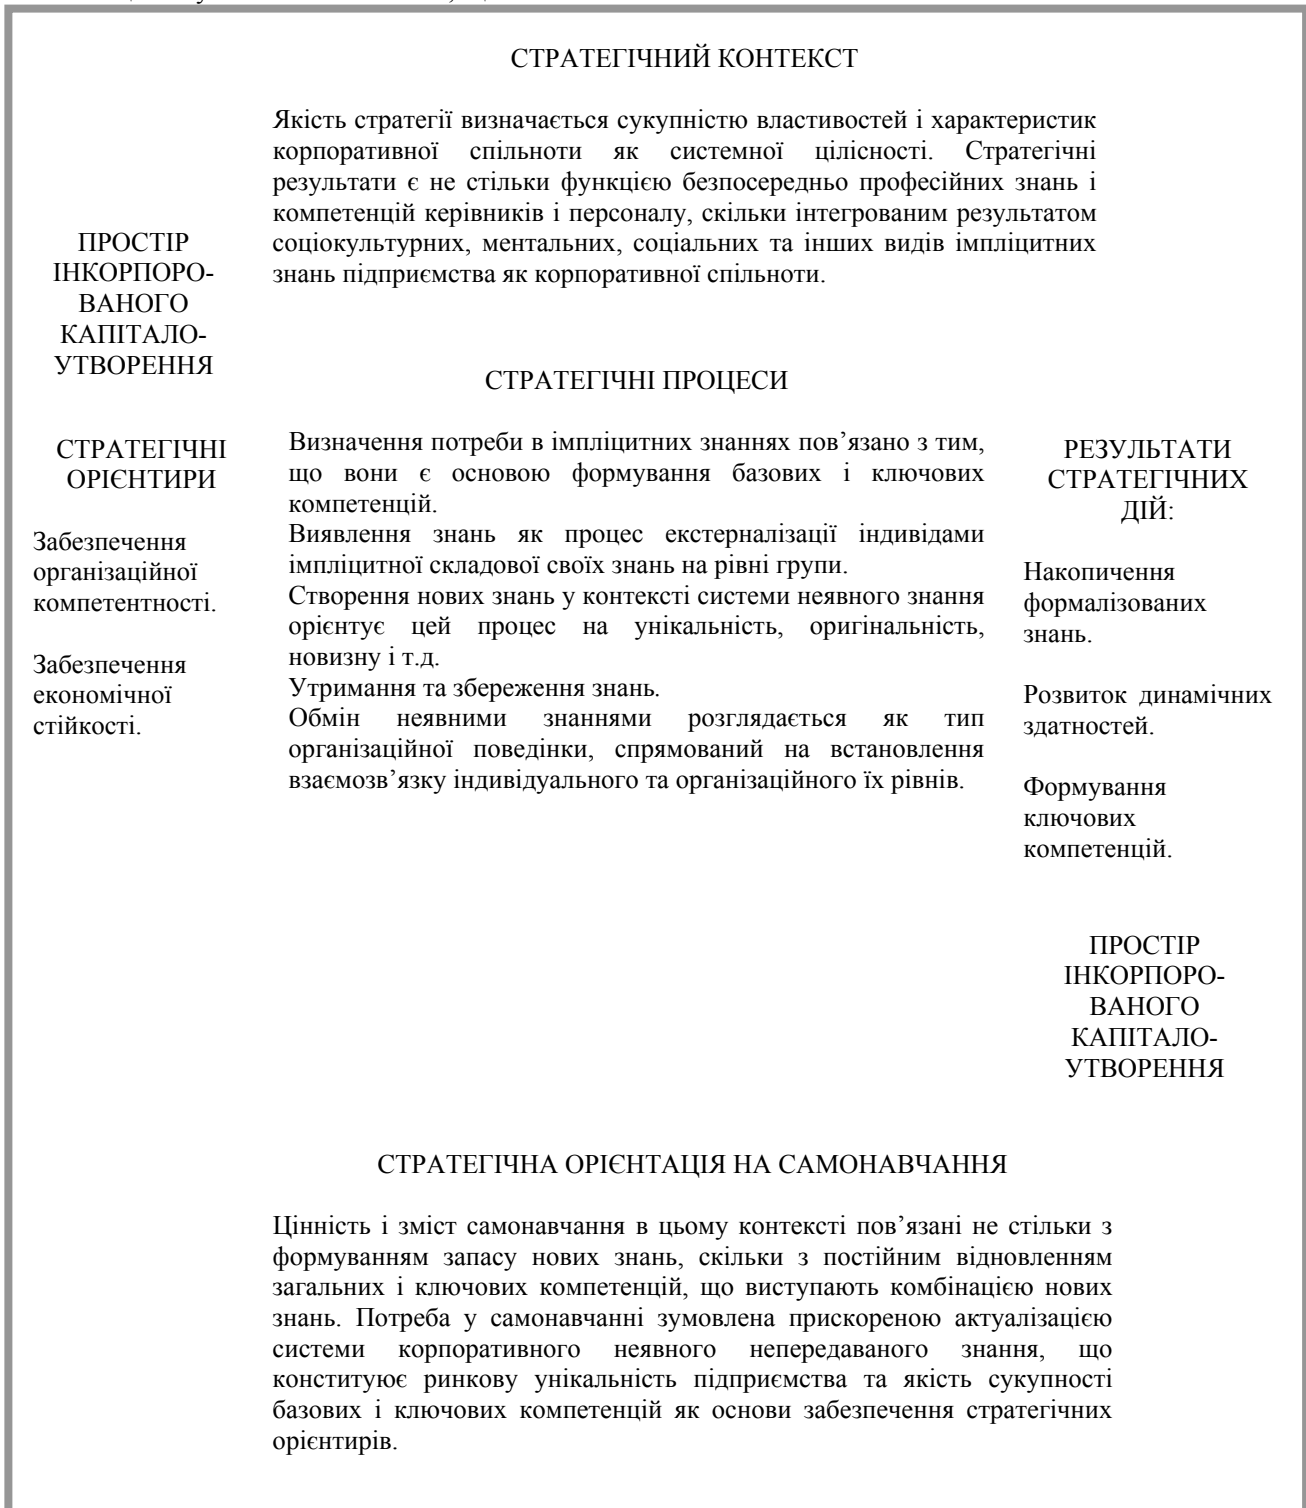 СТРАТЕГІЧНИЙ КОНТЕКСТ
Якість стратегії визначається сукупністю властивостей і характеристик
корпоративної спільноти як системної цілісності. Стратегічні
результати є не стільки функцією безпосередньо професійних знань і
компетенцій керівників і персоналу, скільки інтегрованим результатом
соціокультурних, ментальних, соціальних та інших видів імпліцитних
знань підприємства як корпоративної спільноти.
ПРОСТІР
ІНКОРПОРО-
ВАНОГО
КАПІТАЛО-
УТВОРЕННЯ
СТРАТЕГІЧНІ
ОРІЄНТИРИ
Забезпечення
організаційної
компетентності.
Забезпечення
економічної
стійкості.
СТРАТЕГІЧНІ ПРОЦЕСИ
Визначення потреби в імпліцитних знаннях пов’язано з тим,
що вони є основою формування базових і ключових
компетенцій.
Виявлення знань як процес екстерналізації індивідами
імпліцитної складової своїх знань на рівні групи.
Створення нових знань у контексті системи неявного знання
орієнтує цей процес на унікальність, оригінальність,
новизну і т.д.
Утримання та збереження знань.
Обмін неявними знаннями розглядається як тип
організаційної поведінки, спрямований на встановлення
взаємозв’язку індивідуального та організаційного їх рівнів.
РЕЗУЛЬТАТИ
СТРАТЕГІЧНИХ
ДІЙ:
Накопичення
формалізованих
знань.
Розвиток динамічних
здатностей.
Формування
ключових
компетенцій.
ПРОСТІР
ІНКОРПОРО-
ВАНОГО
КАПІТАЛО-
УТВОРЕННЯ
СТРАТЕГІЧНА ОРІЄНТАЦІЯ НА САМОНАВЧАННЯ
Цінність і зміст самонавчання в цьому контексті пов’язані не стільки з
формуванням запасу нових знань, скільки з постійним відновленням
загальних і ключових компетенцій, що виступають комбінацією нових
знань. Потреба у самонавчанні зумовлена прискореною актуалізацією
системи корпоративного неявного непередаваного знання, що
конституює ринкову унікальність підприємства та якість сукупності
базових і ключових компетенцій як основи забезпечення стратегічних
орієнтирів.